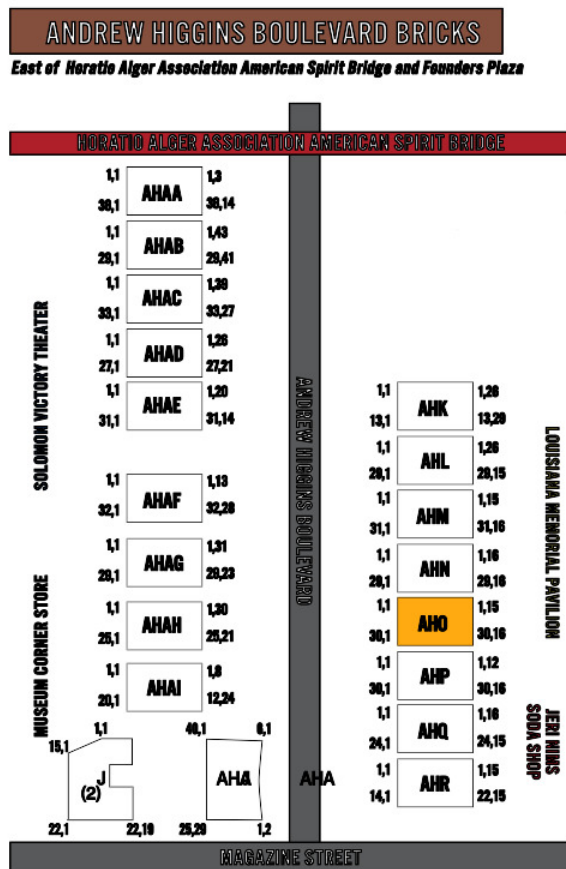 ANDREW HIGGINS BOULEVARD BRICKS
East of Horatio Alger Association American Spirit Bridge and Founders Plaza
HORATIO ALGER ASSOCIATION AMERICAN SPIRIT BRIDGE
SOLOMON VICTORY THEATER
MUSEUM CORNER STORE
1,1 1,3
AHAA
38,1 38,14
1,1 1,43
AHAB
29,1 29,41
1,1 1,39
AHAC
33,1 33,27
1,1 1,26
AHAD
27,1 27,21
1,1 1,20
AHAE
31,1 31,14
1,1 1,13
AHAF
32,1 32,28
1,1 1,31
AHAG
29,1 29,23
1,1 1,30
AHAH
25,1 25,21
1,1 1,8
AHAI
20,1 12,24
1,1
15,1
J
(2)
22,1 22,19
40,1 6,1
25,29 1,2
ANDREW HIGGINS BOULEVARD
AHA
1,1 1,26
AHK
13,1 13,29
1,1 1,26
AHL
29,1 29,15
1,1 1,15
AHM
31,1 31,16
1,1 1,16
AHN
29,1 29,16
1,1 1,15
AHO
30,1 30,16
1,1 1,12
AHP
30,1 30,16
1,1 1,16
AHQ
24,1 24,15
1,1 1,15
AHR
14,1 22,15
LOUISIANA MEMORIAL PAVILION
JERI NIMS
SODA SHOP
MAGAZINE STREET